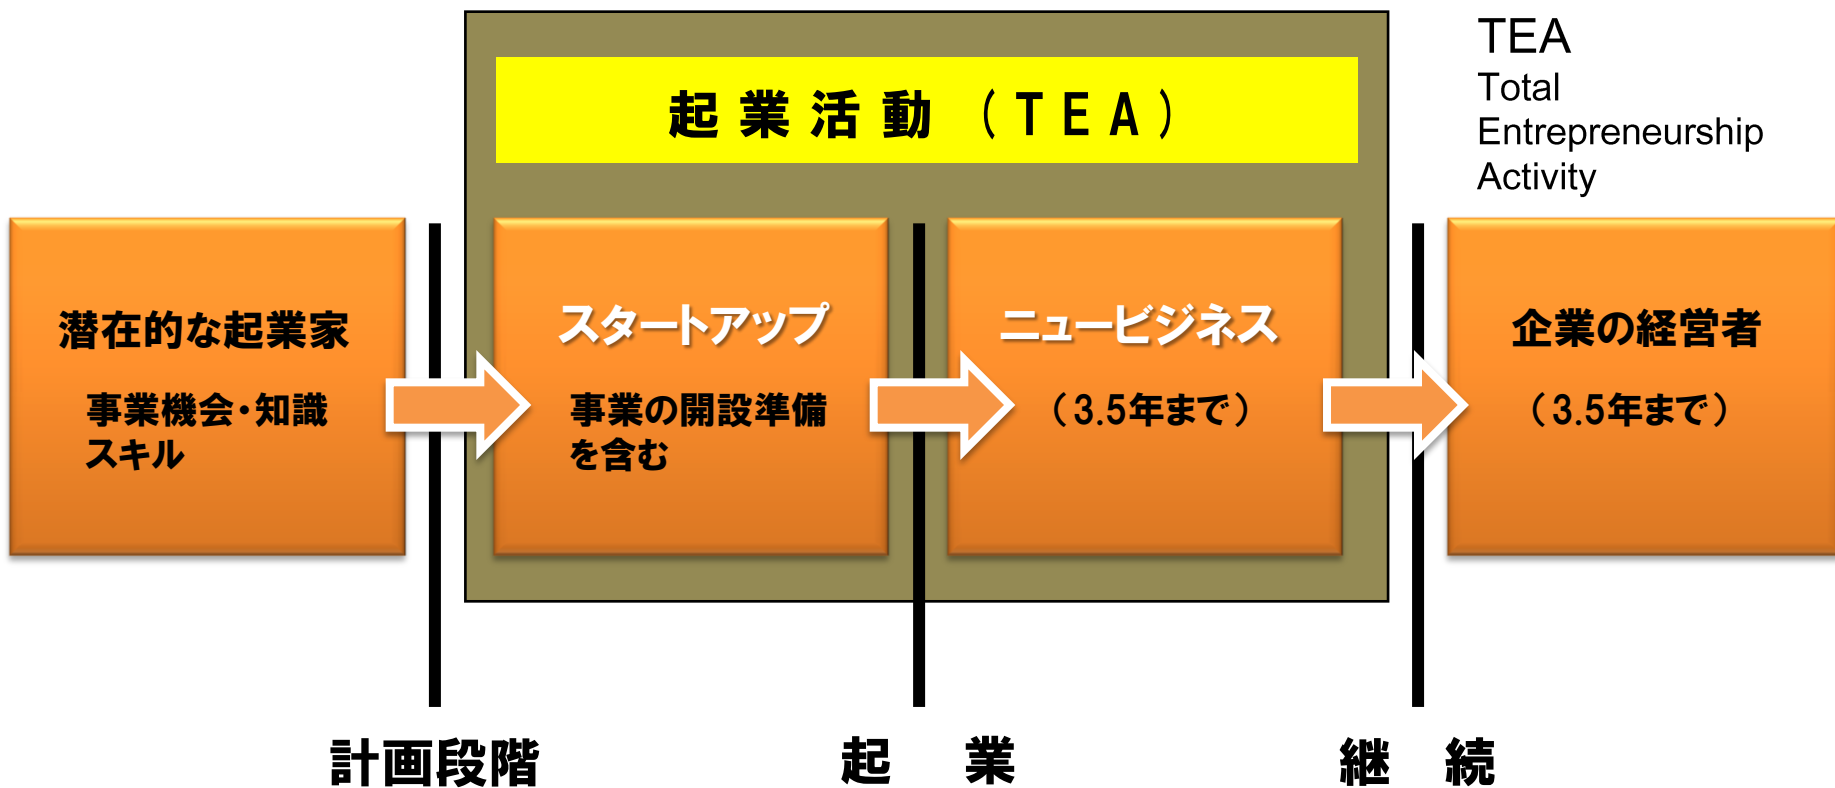 起業活動（TEA）
TEA
Total
Entrepreneurship
Activity
潜在的な起業家
事業機会・知識
スキル
スタートアップ
事業の開設準備
を含む
ニュービジネス
（3.5年まで）
企業の経営者
（3.5年まで）
計画段階
起業
継続